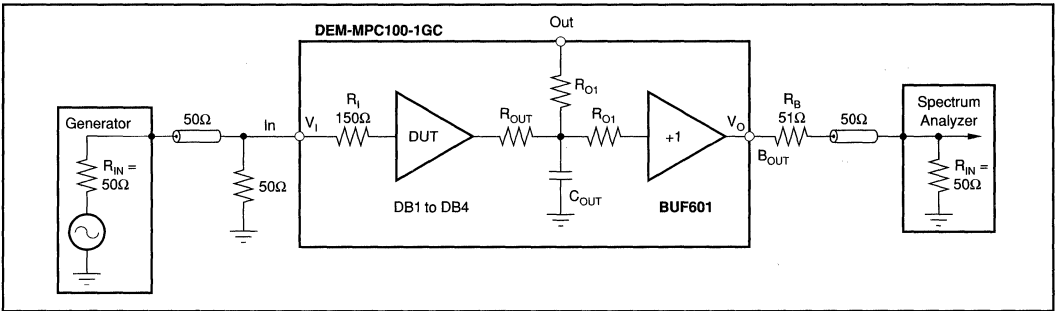 Out
DEM-MPC100-1GC
Generator
R_IN =
50Ω
50Ω
In
50Ω
V_I
R_I
150Ω
DUT
DB1 to DB4
R_OUT
R_O1
R_O1
C_OUT
+1
BUF601
V_O
B_OUT
R_B
51Ω
50Ω
Spectrum
Analyzer
R_IN =
50Ω